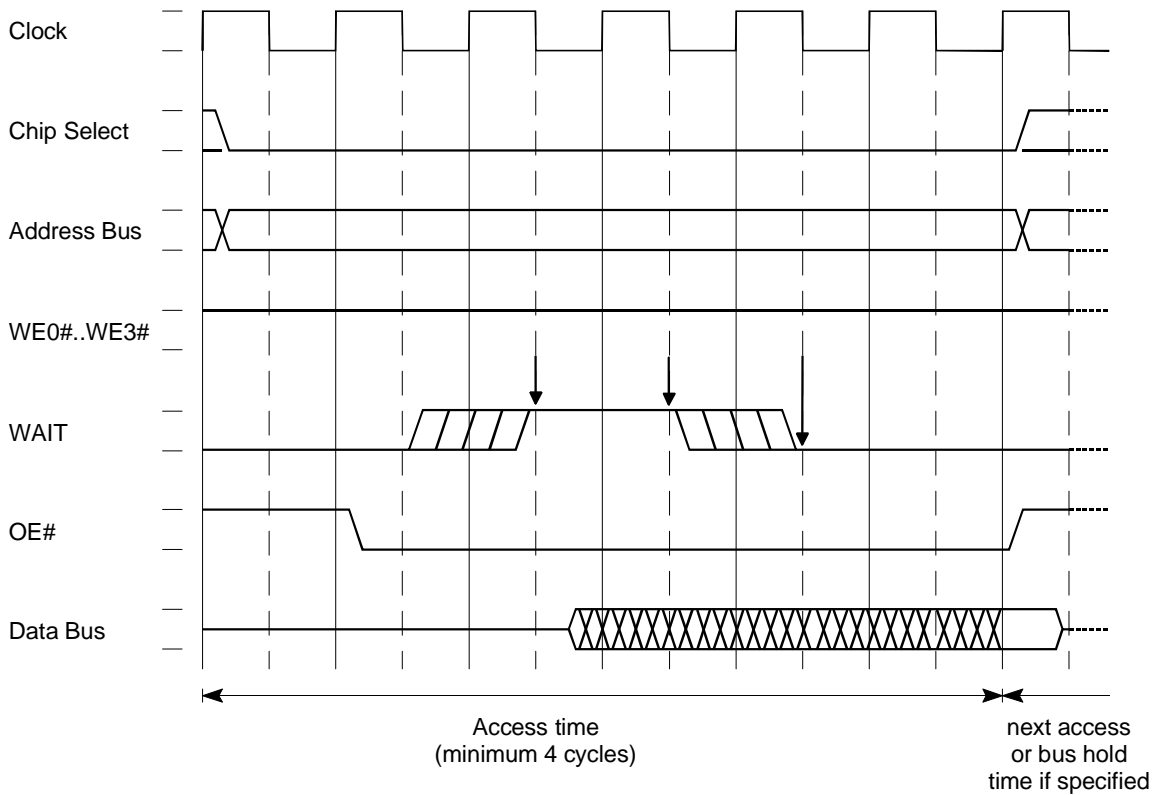 Clock
Chip Select
Address Bus
WE0#..WE3#
WAIT
OE#
Data Bus
Access time
(minimum 4 cycles)
next access
or bus hold
time if specified